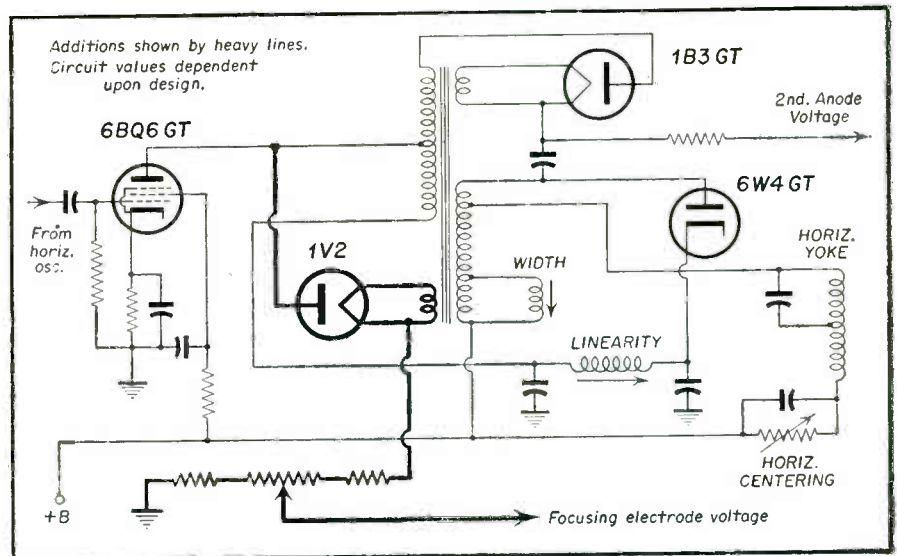 Additions shown by heavy lines.
Circuit values dependent
upon design.
1B3 GT
2nd. Anode
Voltage
6BQ6 GT
6W4 GT
From
horiz.
osc.
1V2
WIDTH
HORIZ.
YOKE
LINEARITY
HORIZ.
CENTERING
+B
Focusing electrode voltage